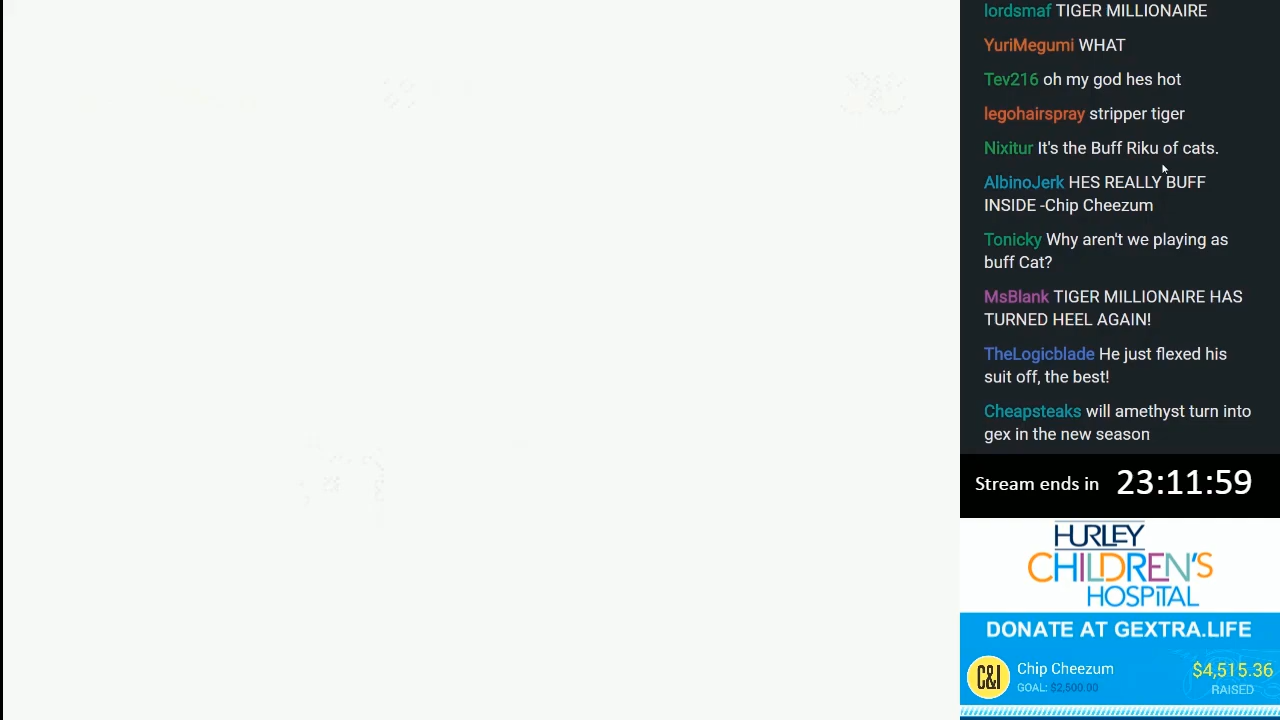 lordsmaf TIGER MILLIONAIRE
YuriMegumi WHAT
Tev216 oh my god hes hot
legohairspray stripper tiger
Nixitur It's the Buff Riku of cats.
AlbinoJerk HES REALLY BUFF
INSIDE -Chip Cheezum
Tonicky Why aren't we playing as
buff Cat?
MsBlank TIGER MILLIONAIRE HAS
TURNED HEEL AGAIN!
TheLogicblade He just flexed his
suit off, the best!
Cheapsteaks will amethyst turn into
gex in the new season
Stream ends in 23:11:59
HURLEY
CHILDREN'S
HOSPITAL
DONATE AT GEXTRA.LIFE
C&I Chip Cheezum $4,515.36
GOAL: $2,500.00 RAISED